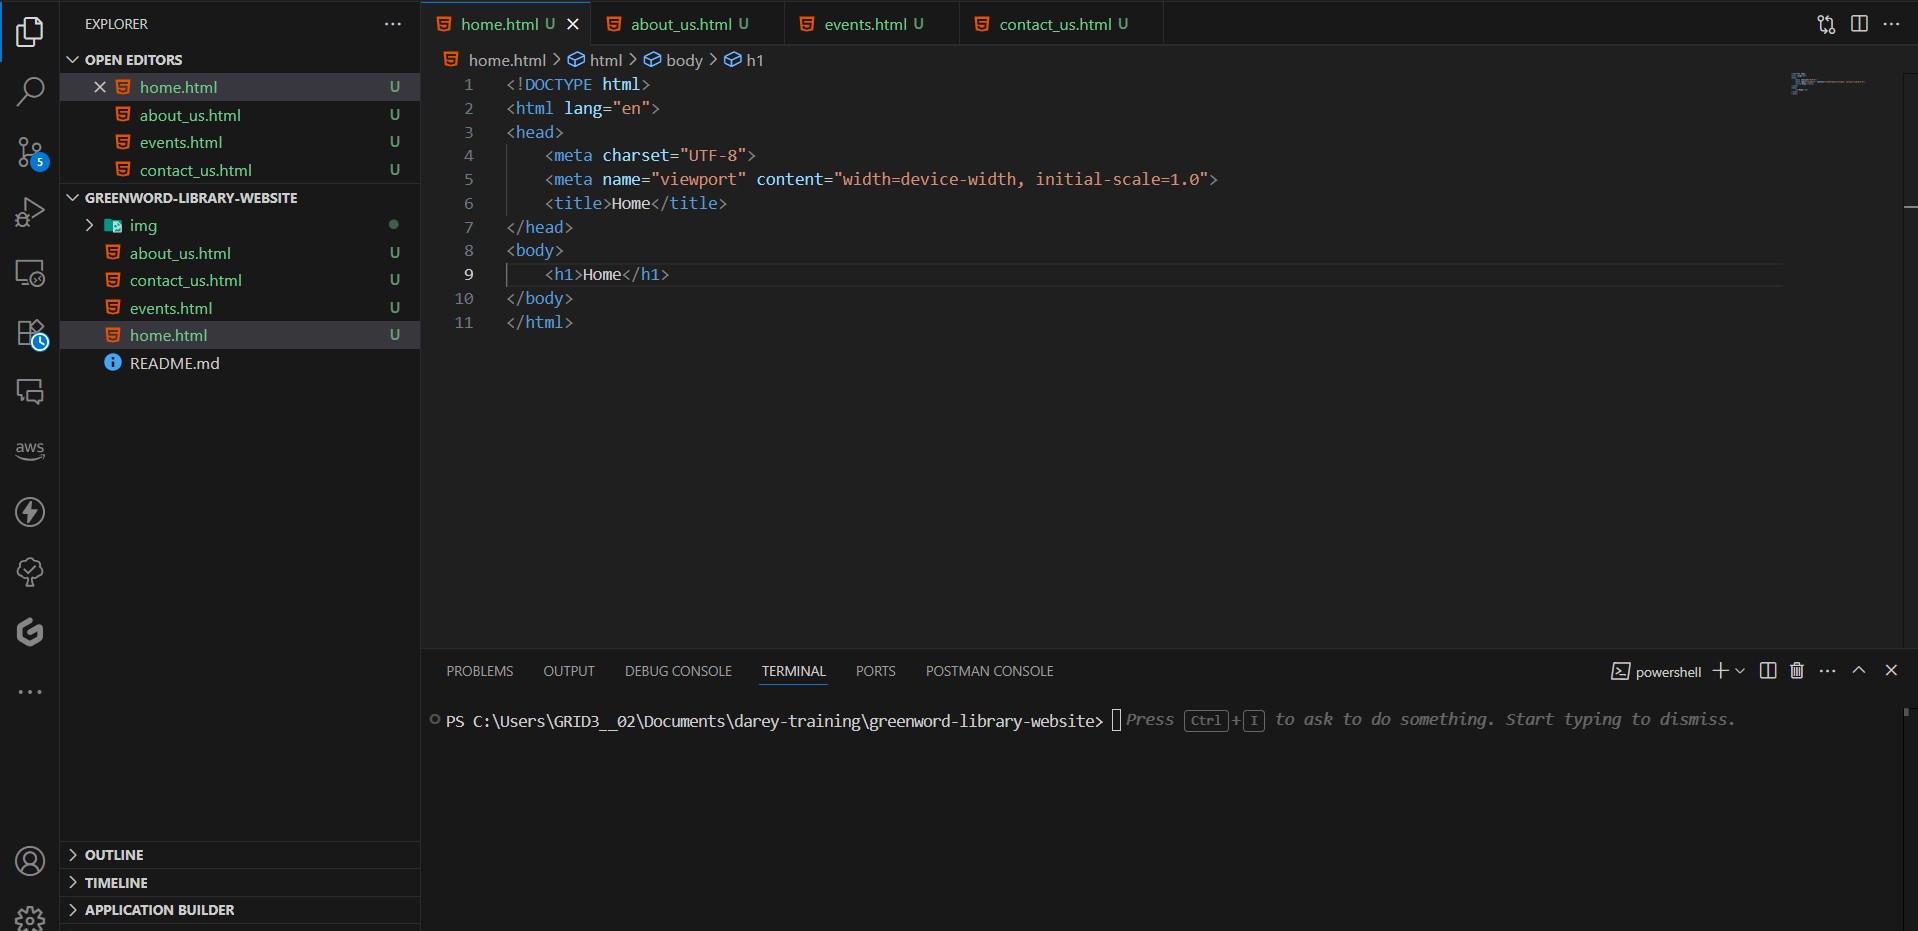 EXPLORER
OPEN EDITORS
home.html U
about_us.html U
events.html U
contact_us.html U
GREENWORD-LIBRARY-WEBSITE
img
about_us.html U
contact_us.html U
events.html U
home.html U
README.md
OUTLINE
TIMELINE
APPLICATION BUILDER
5
aws
home.html U
about_us.html U
events.html U
contact_us.html U
home.html > html > body > h1
1 <!DOCTYPE html>
2 <html lang="en">
3 <head>
4 <meta charset="UTF-8">
5 <meta name="viewport" content="width=device-width, initial-scale=1.0">
6 <title>Home</title>
7 </head>
8 <body>
9 <h1>Home</h1>
10 </body>
11 </html>
PROBLEMS OUTPUT DEBUG CONSOLE TERMINAL PORTS POSTMAN CONSOLE
powershell
PS C:\Users\GRID3__02\Documents\darey-training\greenword-library-website> Press Ctrl+I to ask to do something. Start typing to dismiss.